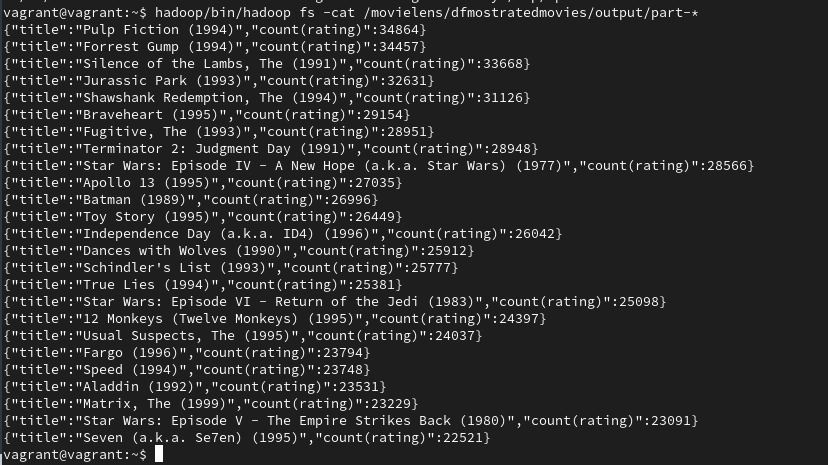 vagrant@vagrant:~$ hadoop/bin/hadoop fs -cat /movielens/dfmostratedmovies/output/part-*
{"title":"Pulp Fiction (1994)","count(rating)":34864}
{"title":"Forrest Gump (1994)","count(rating)":34457}
{"title":"Silence of the Lambs, The (1991)","count(rating)":33668}
{"title":"Jurassic Park (1993)","count(rating)":32631}
{"title":"Shawshank Redemption, The (1994)","count(rating)":31126}
{"title":"Braveheart (1995)","count(rating)":29154}
{"title":"Fugitive, The (1993)","count(rating)":28951}
{"title":"Terminator 2: Judgment Day (1991)","count(rating)":28948}
{"title":"Star Wars: Episode IV - A New Hope (a.k.a. Star Wars) (1977)","count(rating)":28566}
{"title":"Apollo 13 (1995)","count(rating)":27035}
{"title":"Batman (1989)","count(rating)":26996}
{"title":"Toy Story (1995)","count(rating)":26449}
{"title":"Independence Day (a.k.a. ID4) (1996)","count(rating)":26042}
{"title":"Dances with Wolves (1990)","count(rating)":25912}
{"title":"Schindler's List (1993)","count(rating)":25777}
{"title":"True Lies (1994)","count(rating)":25381}
{"title":"Star Wars: Episode VI - Return of the Jedi (1983)","count(rating)":25098}
{"title":"12 Monkeys (Twelve Monkeys) (1995)","count(rating)":24397}
{"title":"Usual Suspects, The (1995)","count(rating)":24037}
{"title":"Fargo (1996)","count(rating)":23794}
{"title":"Speed (1994)","count(rating)":23748}
{"title":"Aladdin (1992)","count(rating)":23531}
{"title":"Matrix, The (1999)","count(rating)":23229}
{"title":"Star Wars: Episode V - The Empire Strikes Back (1980)","count(rating)":23091}
{"title":"Seven (a.k.a. Se7en) (1995)","count(rating)":22521}
vagrant@vagrant:~$